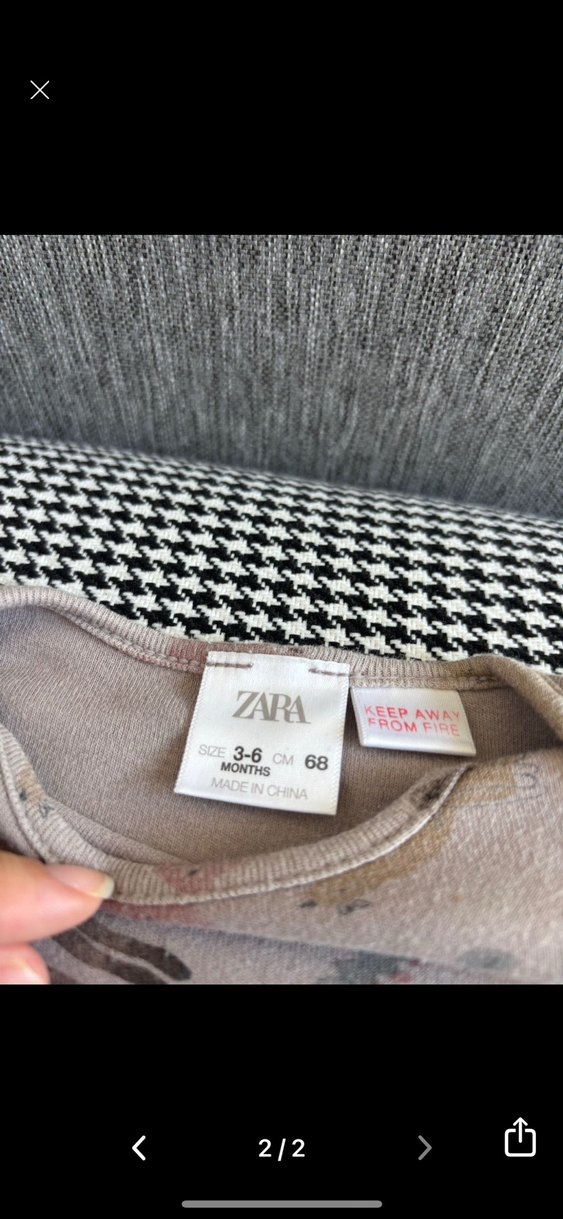 ZARA
SIZE 3-6 MONTHS CM 68
MADE IN CHINA
KEEP AWAY
FROM FIRE
2/2